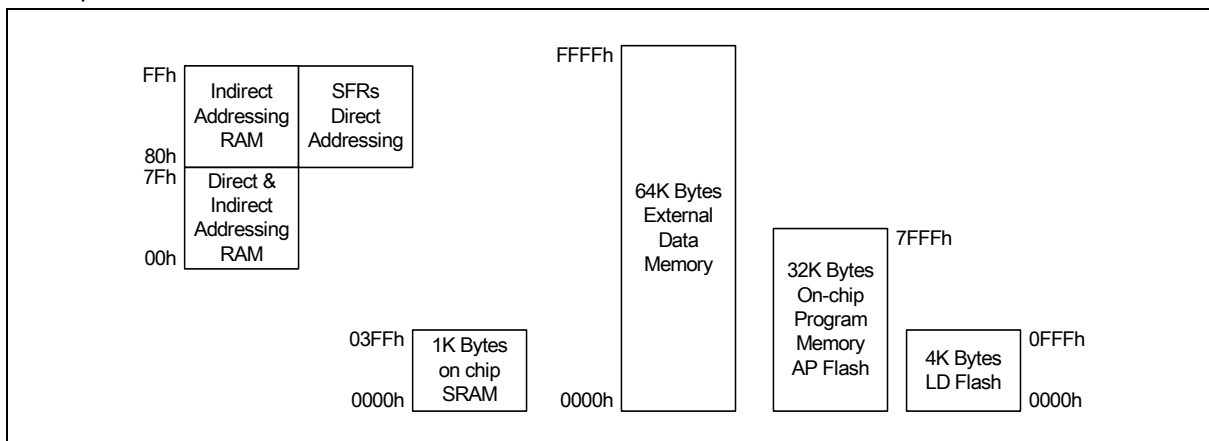 FFh
Indirect
Addressing
RAM
SFRs
Direct
Addressing
80h
7Fh
Direct &
Indirect
Addressing
RAM
00h
03FFh
1K Bytes
on chip
SRAM
0000h
FFFFh
64K Bytes
External
Data
Memory
0000h
7FFFh
32K Bytes
On-chip
Program
Memory
AP Flash
4K Bytes
LD Flash
0FFFh
0000h